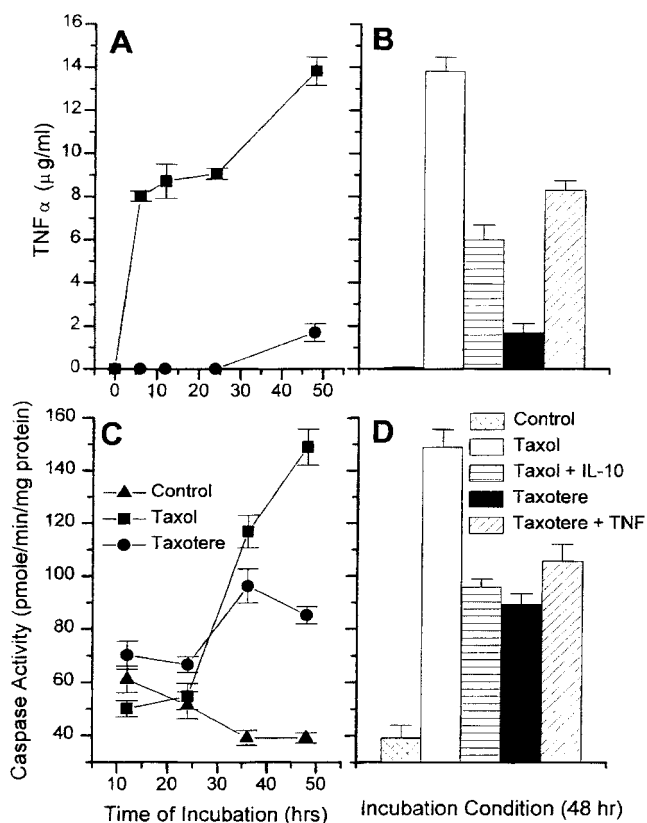 A
B
16
14
12
10
8
6
4
2
0
TNF α (μg/ml)
0 10 20 30 40 50
C
D
160
140
120
100
80
60
40
Caspase Activity (pmole/min/mg protein)
Control
Taxol
Taxotere
10 20 30 40 50
Time of Incubation (hrs)
Control
Taxol
Taxol + IL-10
Taxotere
Taxotere + TNF
Incubation Condition (48 hr)